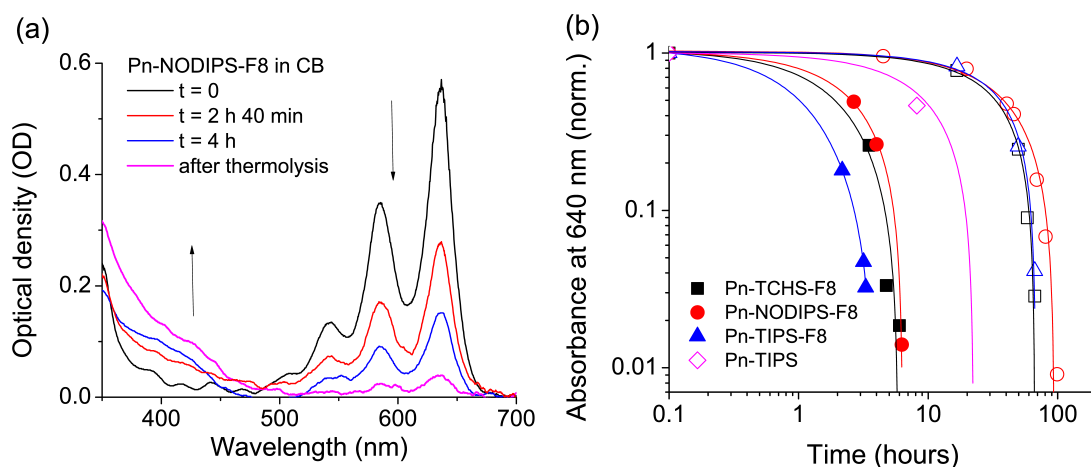 (a)
Pn-NODIPS-F8 in CB
t = 0
t = 2 h 40 min
t = 4 h
after thermolysis
Optical density (OD)
0.6
0.4
0.2
0.0
400
500
600
700
Wavelength (nm)
(b)
Absorbance at 640 nm (norm.)
1
0.1
0.01
Pn-TCHS-F8
Pn-NODIPS-F8
Pn-TIPS-F8
Pn-TIPS
0.1
1
10
100
Time (hours)